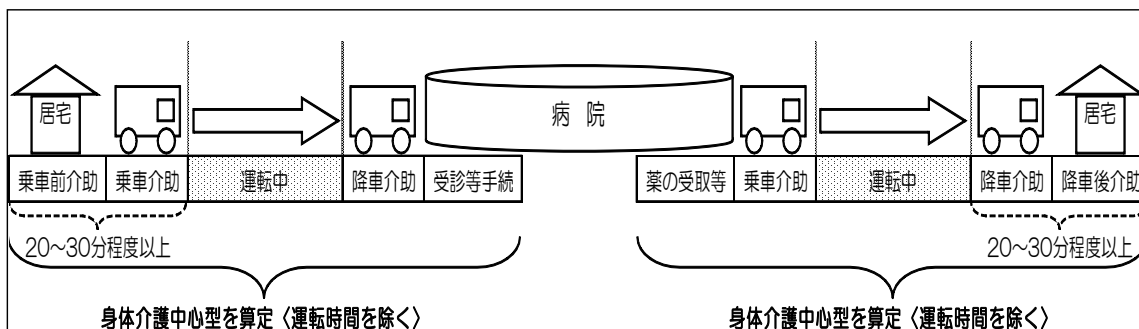 居宅
病 院
居宅
乗車前介助 乗車介助 運転中 降車介助 受診等手続
薬の受取等 乗車介助 運転中 降車介助 降車後介助
20〜30分程度以上
20〜30分程度以上
身体介護中心型を算定〈運転時間を除く〉
身体介護中心型を算定〈運転時間を除く〉